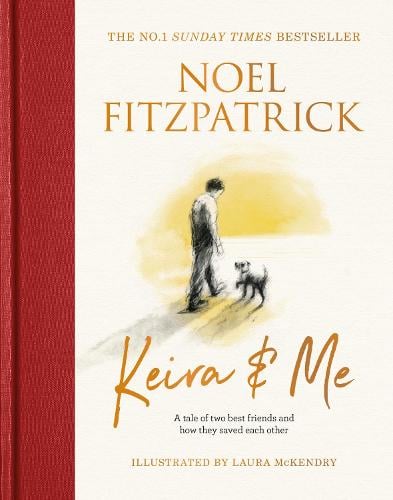 THE NO.1 SUNDAY TIMES BESTSELLER
NOEL
FITZPATRICK
Keira & Me
A tale of two best friends and
how they saved each other
ILLUSTRATED BY LAURA McKENDRY